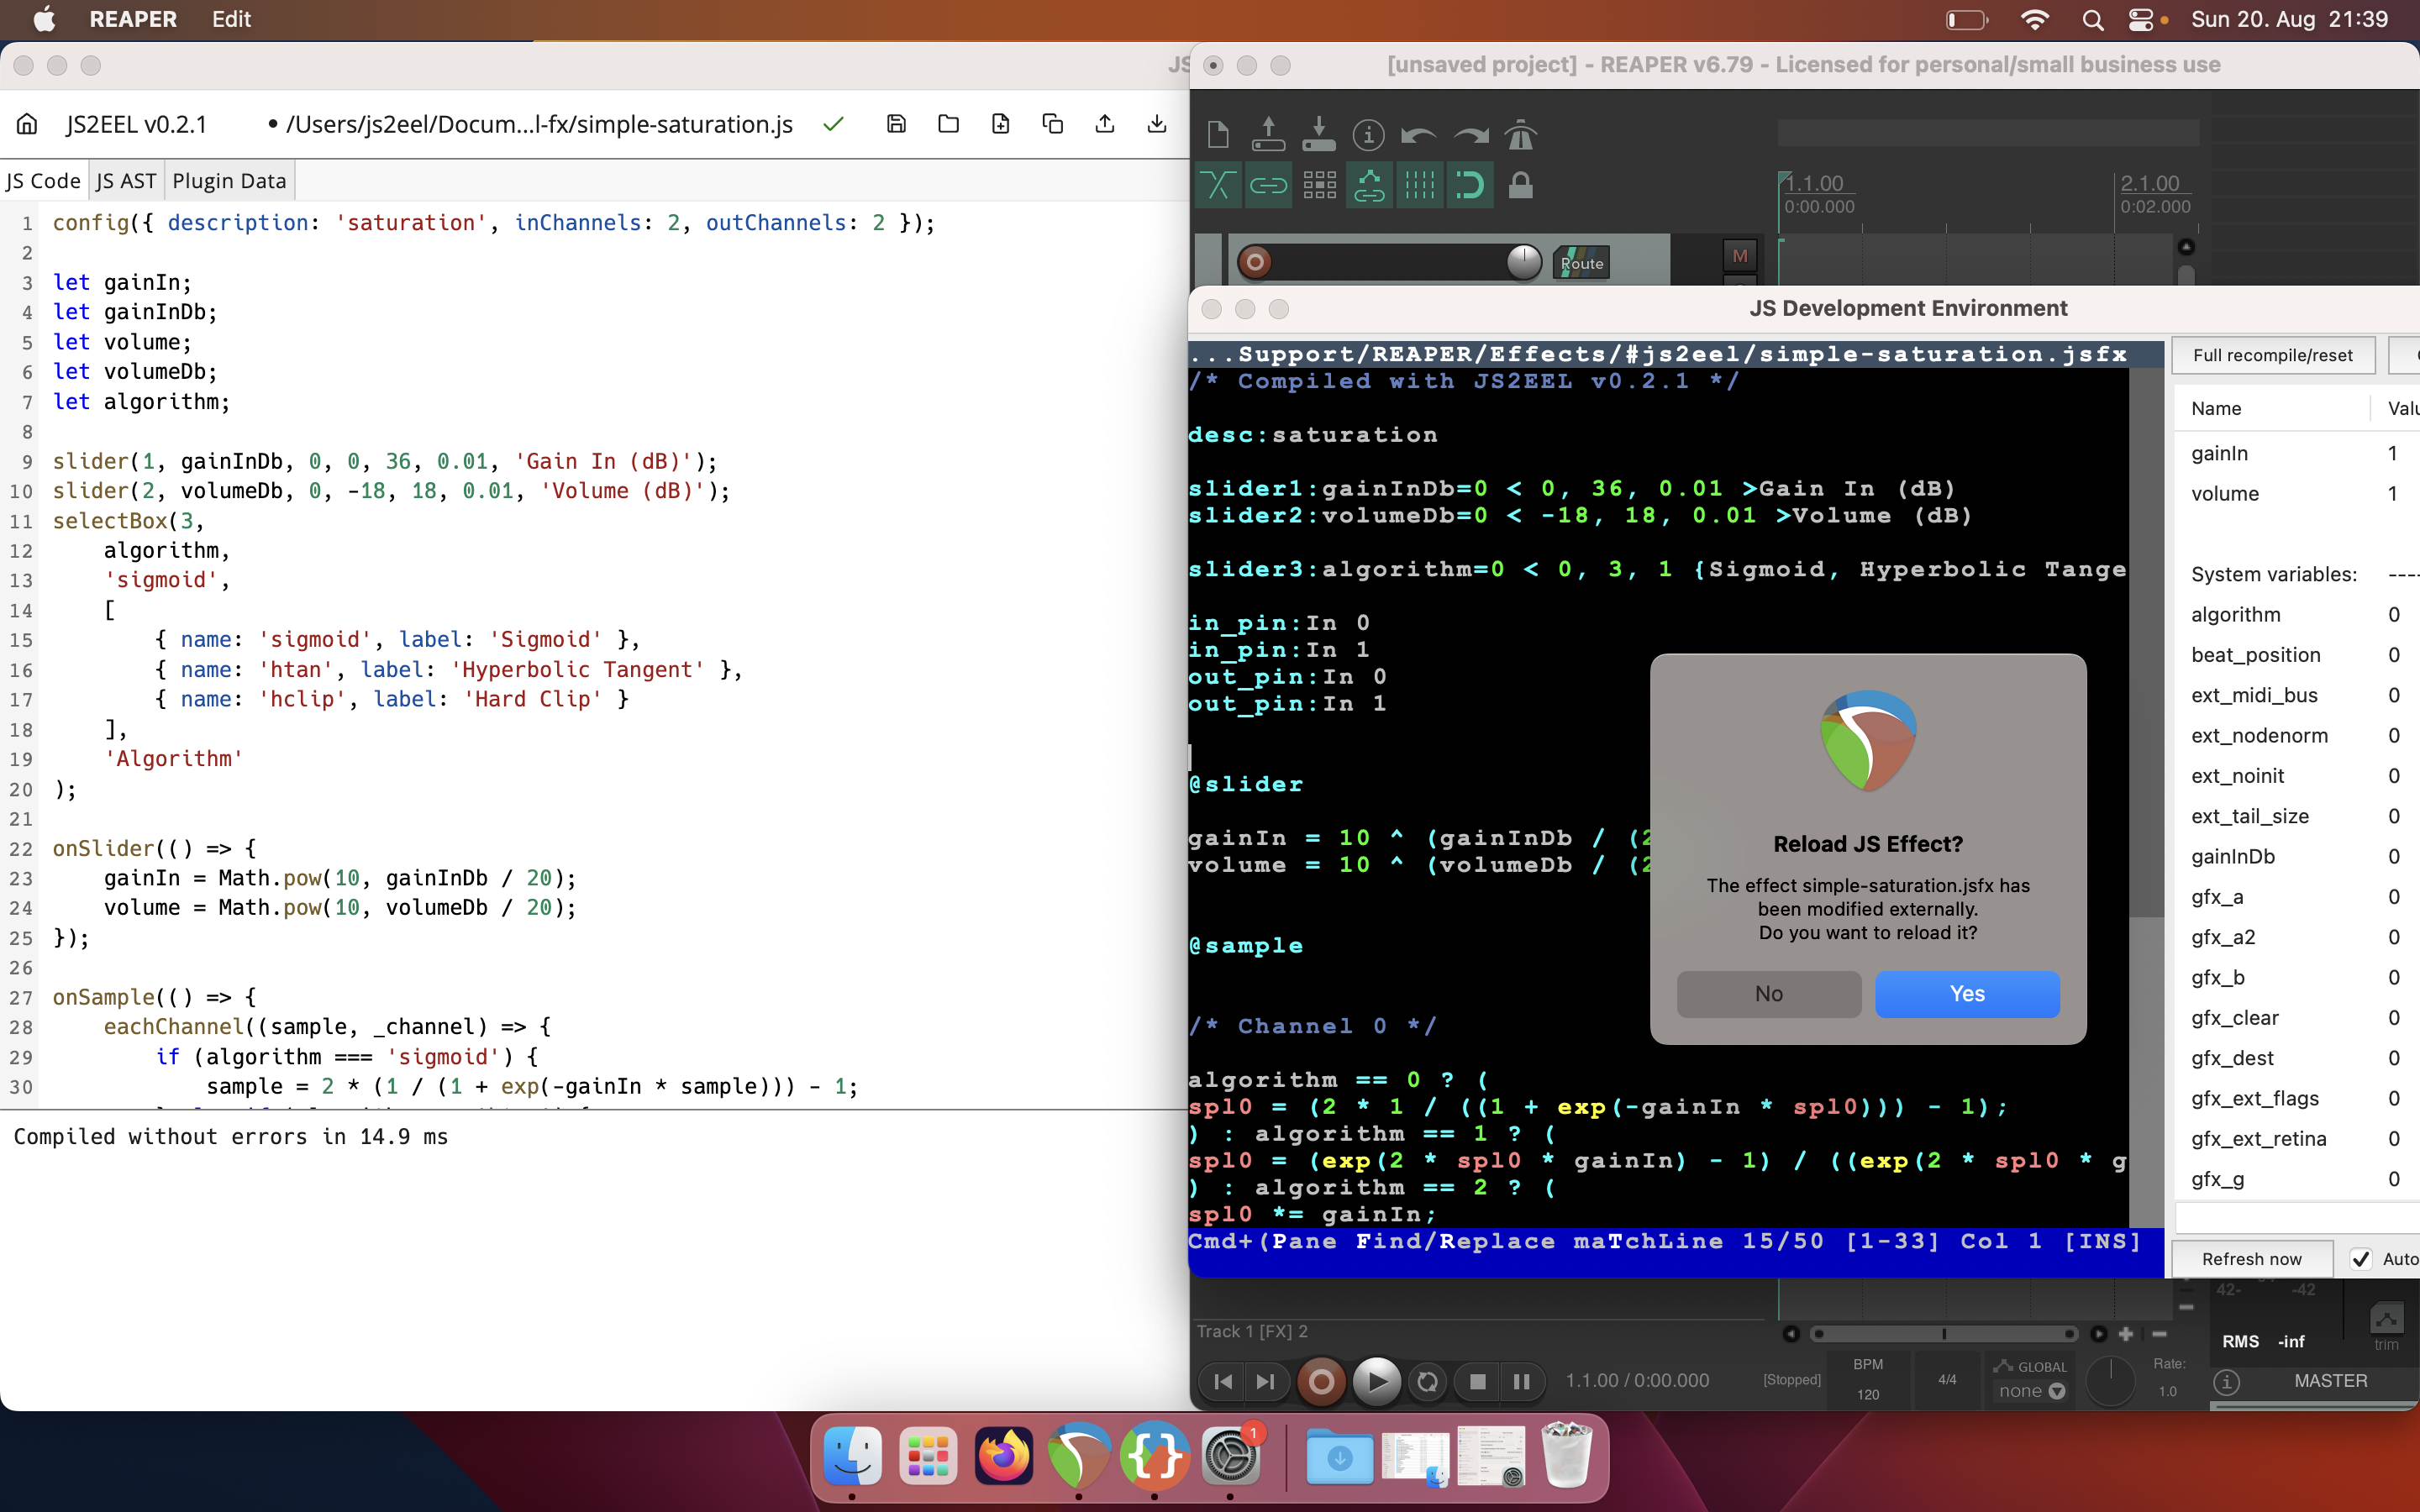 REAPER Edit
Sun 20. Aug 21:39
JS2EEL v0.2.1
• /Users/js2eel/Docum...l-fx/simple-saturation.js
JS Code JS AST Plugin Data
1 config({ description: 'saturation', inChannels: 2, outChannels: 2 });
2
3 let gainIn;
4 let gainInDb;
5 let volume;
6 let volumeDb;
7 let algorithm;
8
9 slider(1, gainInDb, 0, 0, 36, 0.01, 'Gain In (dB)');
10 slider(2, volumeDb, 0, -18, 18, 0.01, 'Volume (dB)');
11 selectBox(3,
12 algorithm,
13 'sigmoid',
14 [
15 { name: 'sigmoid', label: 'Sigmoid' },
16 { name: 'htan', label: 'Hyperbolic Tangent' },
17 { name: 'hclip', label: 'Hard Clip' }
18 ],
19 'Algorithm'
20 );
21
22 onSlider(() => {
23 gainIn = Math.pow(10, gainInDb / 20);
24 volume = Math.pow(10, volumeDb / 20);
25 });
26
27 onSample(() => {
28 eachChannel((sample, _channel) => {
29 if (algorithm === 'sigmoid') {
30 sample = 2 * (1 / (1 + exp(-gainIn * sample))) - 1;
Compiled without errors in 14.9 ms
JS
[unsaved project] - REAPER v6.79 - Licensed for personal/small business use
1.1.00
0:00.000
2.1.00
0:02.000
Route
M
JS Development Environment
...Support/REAPER/Effects/#js2eel/simple-saturation.jsfx
/* Compiled with JS2EEL v0.2.1 */
desc:saturation
slider1:gainInDb=0 < 0, 36, 0.01 >Gain In (dB)
slider2:volumeDb=0 < -18, 18, 0.01 >Volume (dB)
slider3:algorithm=0 < 0, 3, 1 {Sigmoid, Hyperbolic Tange
in_pin:In 0
in_pin:In 1
out_pin:In 0
out_pin:In 1
@slider
gainIn = 10 ^ (gainInDb / (2
volume = 10 ^ (volumeDb / (2
@sample
/* Channel 0 */
algorithm == 0 ? (
spl0 = (2 * 1 / ((1 + exp(-gainIn * spl0))) - 1);
) : algorithm == 1 ? (
spl0 = (exp(2 * spl0 * gainIn) - 1) / ((exp(2 * spl0 * g
) : algorithm == 2 ? (
spl0 *= gainIn;
Cmd+(Pane Find/Replace maTchLine 15/50 [1-33] Col 1 [INS]
Reload JS Effect?
The effect simple-saturation.jsfx has
been modified externally.
Do you want to reload it?
No Yes
Full recompile/reset
Name Valu
gainIn 1
volume 1
System variables: ----
algorithm 0
beat_position 0
ext_midi_bus 0
ext_nodenorm 0
ext_noinit 0
ext_tail_size 0
gainInDb 0
gfx_a 0
gfx_a2 0
gfx_b 0
gfx_clear 0
gfx_dest 0
gfx_ext_flags 0
gfx_ext_retina 0
gfx_g 0
Refresh now Auto
42- -42
RMS -inf
trim
Track 1 [FX] 2
1.1.00 / 0:00.000
[Stopped]
BPM
120
4/4
GLOBAL
none
Rate:
1.0
MASTER
1